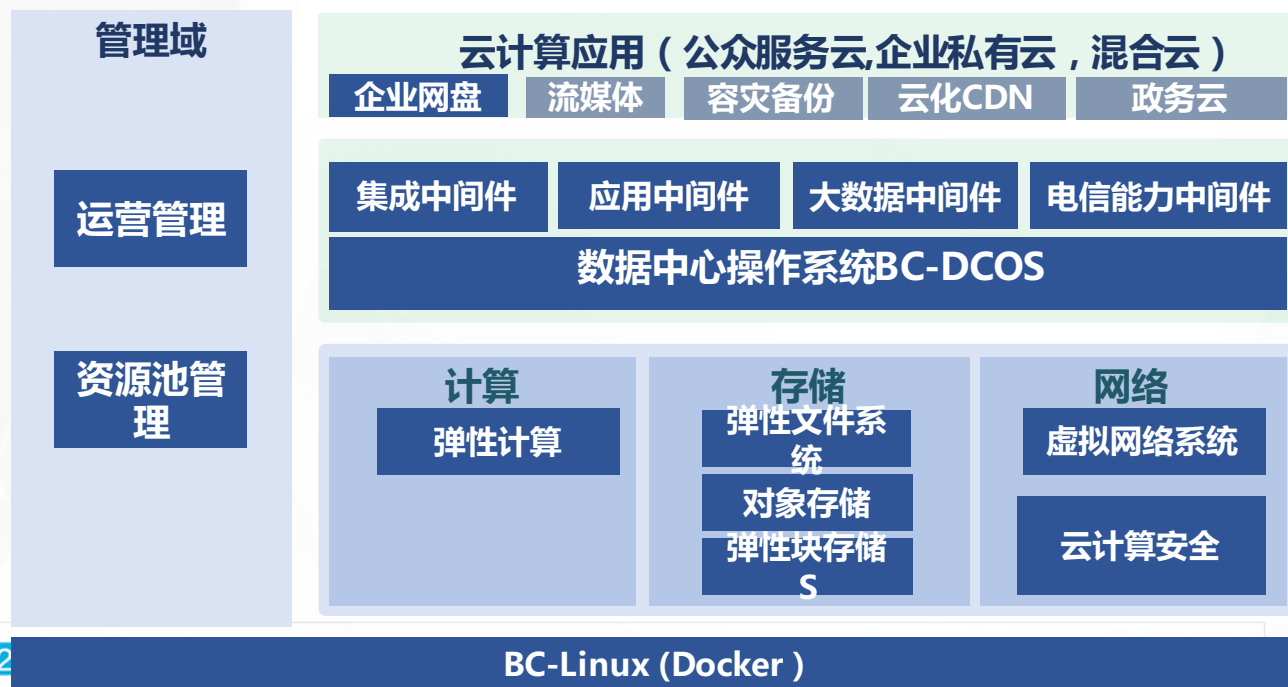 管理域
运营管理
资源池管
理
云计算应用（公众服务云,企业私有云，混合云）
企业网盘
流媒体
容灾备份
云化CDN
政务云
集成中间件
应用中间件
大数据中间件
电信能力中间件
数据中心操作系统BC-DCOS
计算
弹性计算
存储
弹性文件系
统
对象存储
弹性块存储
S
网络
虚拟网络系统
云计算安全
2
BC-Linux (Docker )